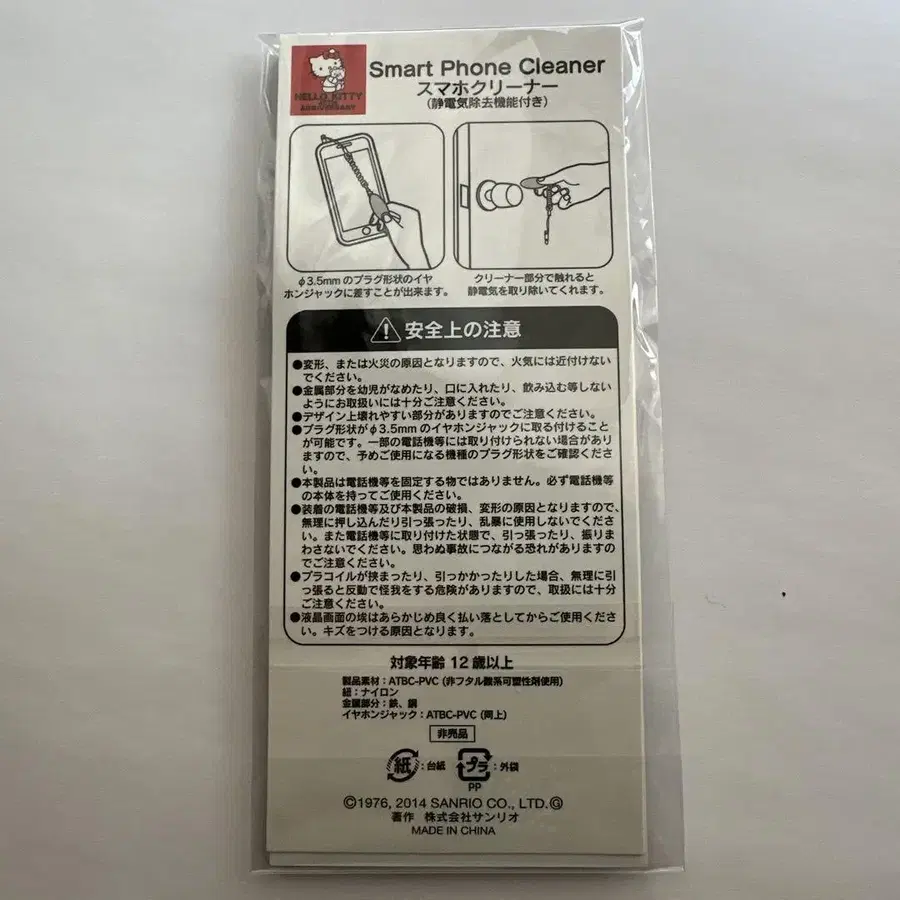 HELLO KITTY
ANNIVERSARY
Smart Phone Cleaner
スマホクリーナー
(静電気除去機能付き)
φ3.5mmのプラグ形状のイヤ
ホンジャックに差すことが出来ます。
クリーナー部分で触れると
静電気を取り除いてくれます。
安全上の注意
●変形、または火災の原因となりますので、火気には近付けない
でください。
●金属部分を幼児がなめたり、口に入れたり、飲み込む等しない
ようにお取扱いには十分ご注意ください。
●デザイン上壊れやすい部分がありますのでご注意ください。
●プラグ形状がφ3.5mmのイヤホンジャックに取る付けること
が可能です。一部の電話機等には取り付けられない場合があり
ますので、予めご使用になる機種のプラグ形状をご確認くださ
い。
●本製品は電話機等を固定する物ではありません。必ず電話機等
の本体を持ってご使用ください。
●装着の電話機等及び本製品の破損、変形の原因となりますので、
無理に押し込んだり引っ張ったり、乱暴に使用しないでくださ
い。また電話機等に取り付けた状態で、引っ張ったり、振りま
わさないでください。思わぬ事故につながる恐れがありますの
でご注意ください。
●プラコイルが挟まったり、引っかかったりした場合、無理に引
っ張ると反動で怪我をする危険がありますので、取扱には十分
ご注意ください。
●液晶画面の埃はあらかじめ良く払い落としてからご使用くださ
い。キズをつける原因となります。
対象年齢 12歳以上
製品素材：ATBC-PVC (非フタル酸系可塑性剤使用)
紐：ナイロン
金属部分：鉄、銅
イヤホンジャック：ATBC-PVC (同上)
非売品
紙：台紙 プラ：外袋
PP
©1976, 2014 SANRIO CO., LTD.Ⓖ
著作 株式会社サンリオ
MADE IN CHINA